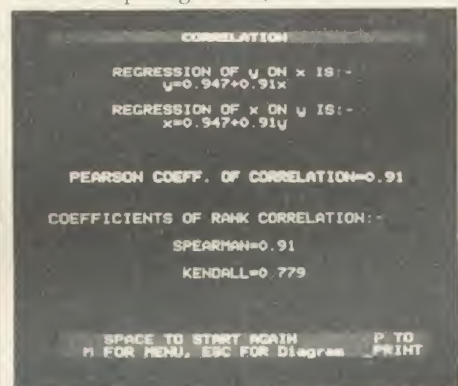 CORRELATION
REGRESSION OF y ON x IS:-
y=0.947+0.91x
REGRESSION OF x ON y IS:-
x=0.947+0.91y
PEARSON COEFF. OF CORRELATION=0.91
COEFFICIENTS OF RANK CORRELATION:-
SPEARMAN=0.91
KENDALL=0.779
SPACE TO START AGAIN P TO
M FOR MENU, ESC FOR Diagram PRINT